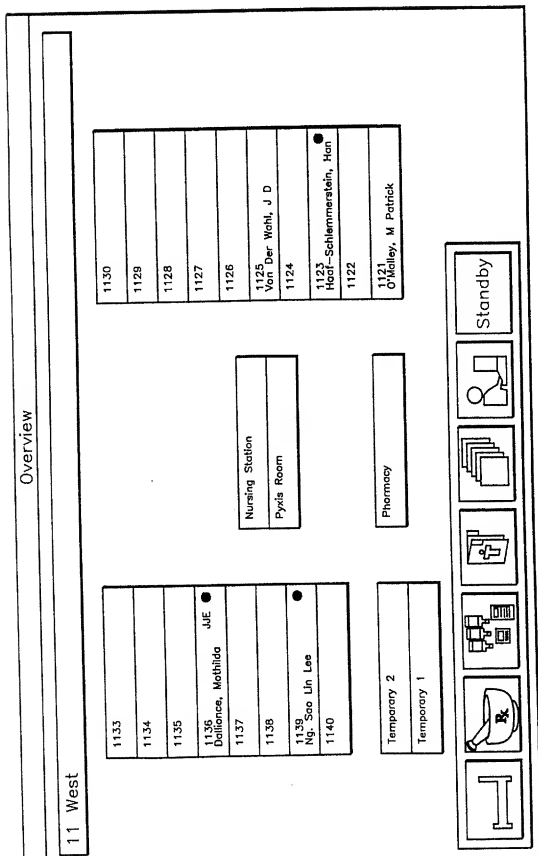 Overview
11 West
1133
1134
1135
1136
Dallionce, Mathilda JJE
1137
1138
1139
Ng. Sao Lin Lee
1140
Temporary 2
Temporary 1
Nursing Station
Pyxis Room
Pharmacy
1130
1129
1128
1127
1126
1125
Von Der Wahl, J D
1124
1123
Haaf-Schlemmerstein, Han
1122
1121
O'Malley, M Patrick
Rx
Standby